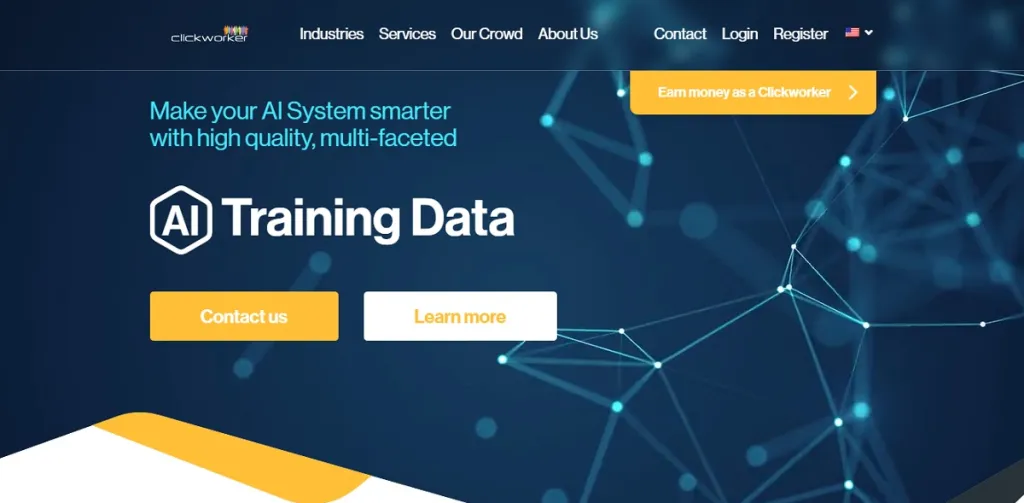 clickworker
Industries Services Our Crowd About Us Contact Login Register
Earn money as a Clickworker
Make your AI System smarter
with high quality, multi-faceted
AI Training Data
Contact us Learn more